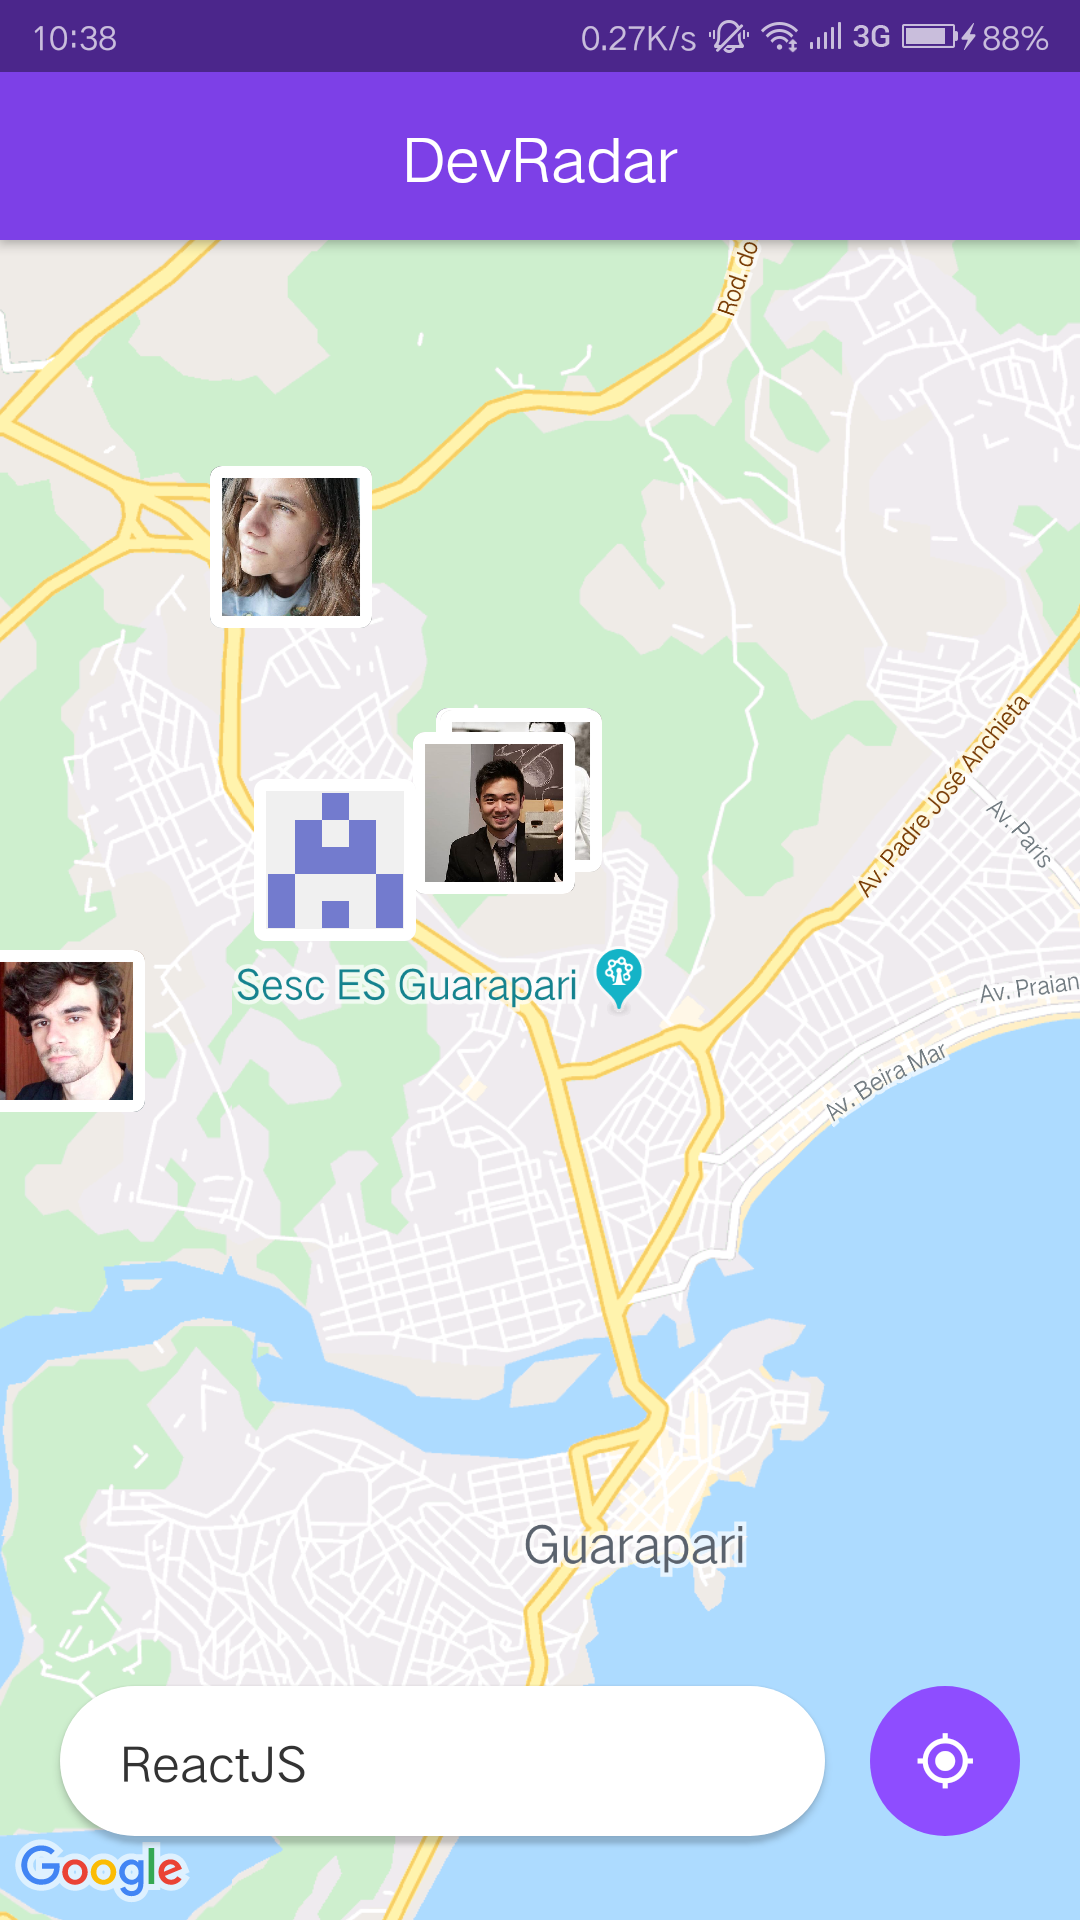 10:38
0.27K/s 3G 88%
DevRadar
Rod. do
Av. Padre José Anchieta
Av. Paris
Sesc ES Guarapari
Av. Praian
Av. Beira Mar
Guarapari
ReactJS
Google